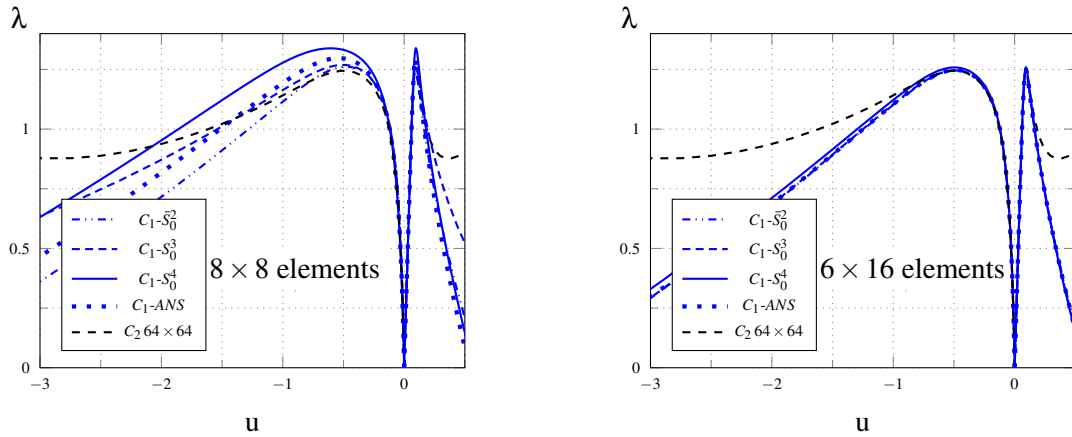 λ
1
0.5
0
−3
−2
−1
0
u
C₁-S̄₀²
C₁-S₀³
C₁-S₀⁴
C₁-ANS
C₂ 64 × 64
8 × 8 elements
λ
1
0.5
0
−3
−2
−1
0
u
C₁-S̄₀²
C₁-S₀³
C₁-S₀⁴
C₁-ANS
C₂ 64 × 64
6 × 16 elements